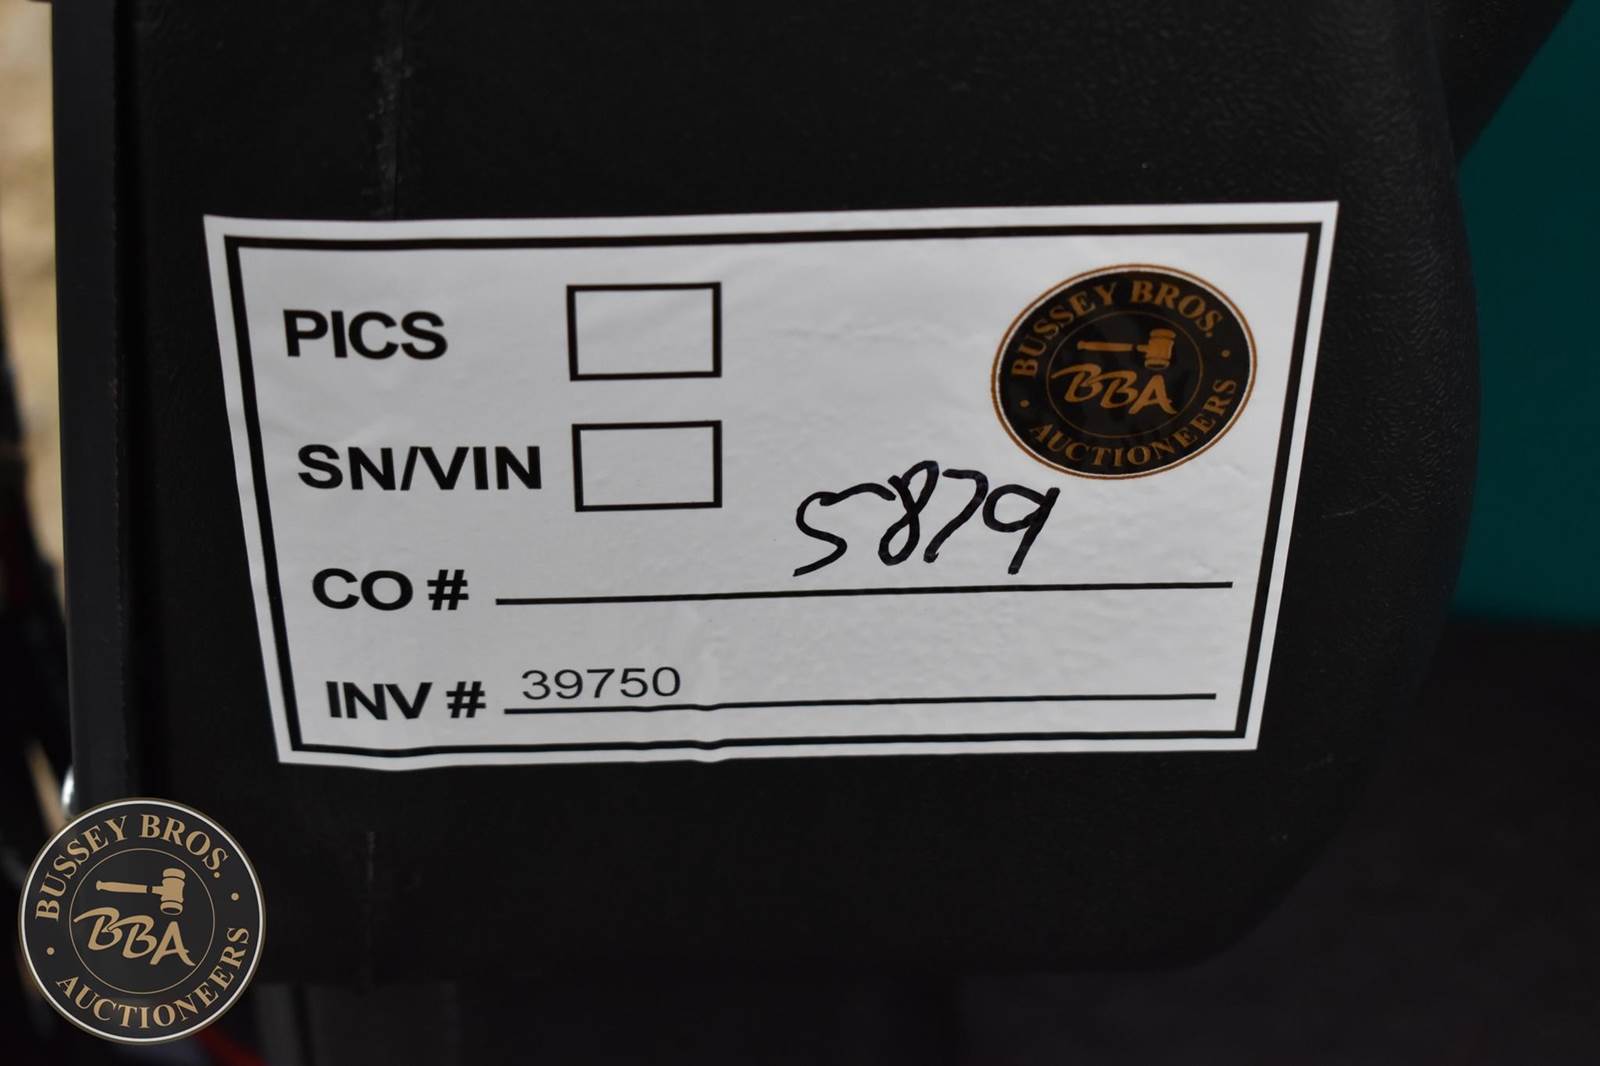 PICS
BUSSEY BROS.
BBA
AUCTIONEERS
SN/VIN
CO # 5879
INV # 39750
BUSSEY BROS.
BBA
AUCTIONEERS